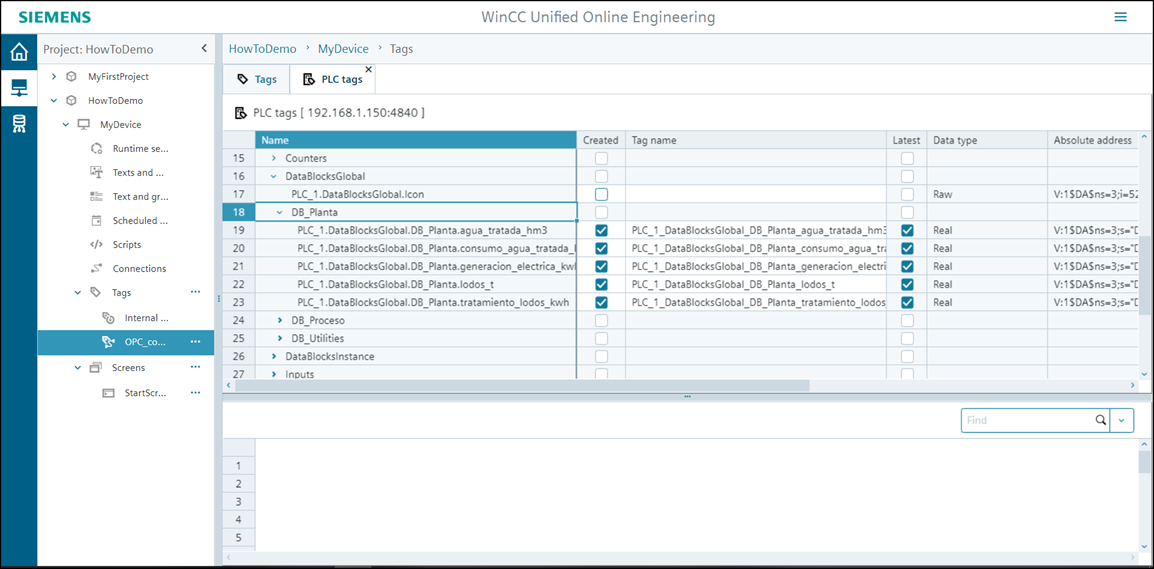 SIEMENS
WinCC Unified Online Engineering
Project: HowToDemo
MyFirstProject
HowToDemo
MyDevice
Runtime se...
Texts and ...
Text and gr...
Scheduled ...
Scripts
Connections
Tags
Internal ...
OPC_co...
Screens
StartScr...
HowToDemo > MyDevice > Tags
Tags
PLC tags
PLC tags [ 192.168.1.150:4840 ]
Name Created Tag name Latest Data type Absolute address
15 Counters
16 DataBlocksGlobal
17 PLC_1.DataBlocksGlobal.Icon Raw V:1$DA$ns=3;i=52
18 DB_Planta
19 PLC_1.DataBlocksGlobal.DB_Planta.agua_tratada_hm3 PLC_1_DataBlocksGlobal_DB_Planta_agua_tratada_hm3 Real V:1$DA$ns=3;s="D
20 PLC_1.DataBlocksGlobal.DB_Planta.consumo_agua_tratada_ PLC_1_DataBlocksGlobal_DB_Planta_consumo_agua_tra Real V:1$DA$ns=3;s="D
21 PLC_1.DataBlocksGlobal.DB_Planta.generacion_electrica_kwh PLC_1_DataBlocksGlobal_DB_Planta_generacion_electri Real V:1$DA$ns=3;s="D
22 PLC_1.DataBlocksGlobal.DB_Planta.lodos_t PLC_1_DataBlocksGlobal_DB_Planta_lodos_t Real V:1$DA$ns=3;s="D
23 PLC_1.DataBlocksGlobal.DB_Planta.tratamiento_lodos_kwh PLC_1_DataBlocksGlobal_DB_Planta_tratamiento_lodos Real V:1$DA$ns=3;s="D
24 DB_Proceso
25 DB_Utilities
26 DataBlocksInstance
27 Inputs
Find
1
2
3
4
5